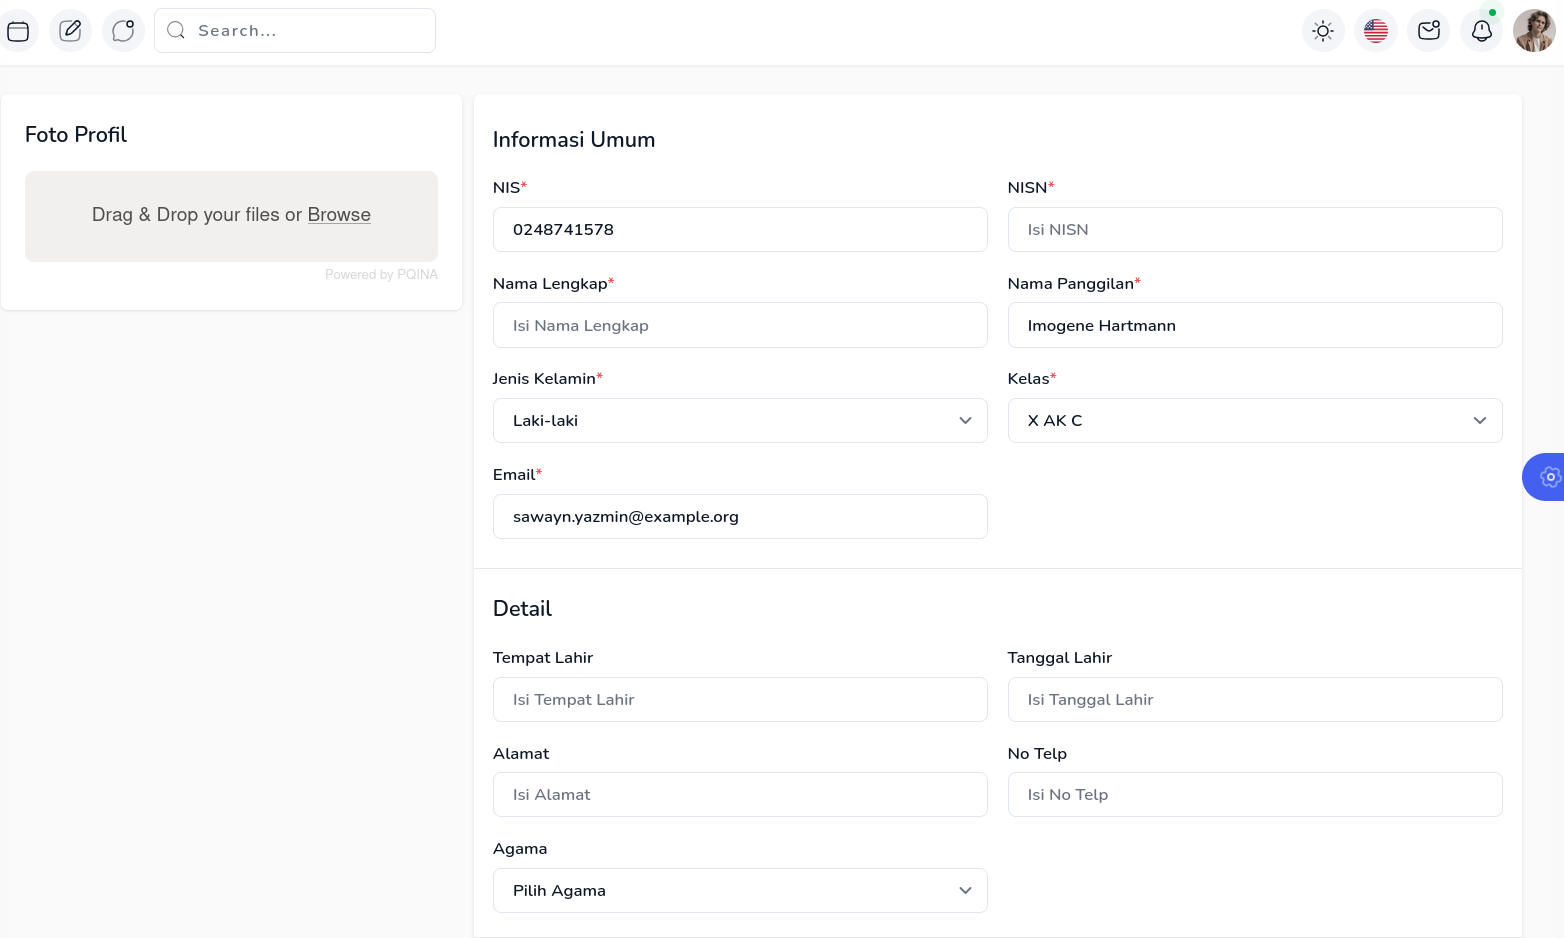 Search...
Foto Profil
Drag & Drop your files or Browse
Powered by PQINA
Informasi Umum
NIS*
NISN*
0248741578
Isi NISN
Nama Lengkap*
Nama Panggilan*
Isi Nama Lengkap
Imogene Hartmann
Jenis Kelamin*
Kelas*
Laki-laki
X AK C
Email*
sawayn.yazmin@example.org
Detail
Tempat Lahir
Tanggal Lahir
Isi Tempat Lahir
Isi Tanggal Lahir
Alamat
No Telp
Isi Alamat
Isi No Telp
Agama
Pilih Agama